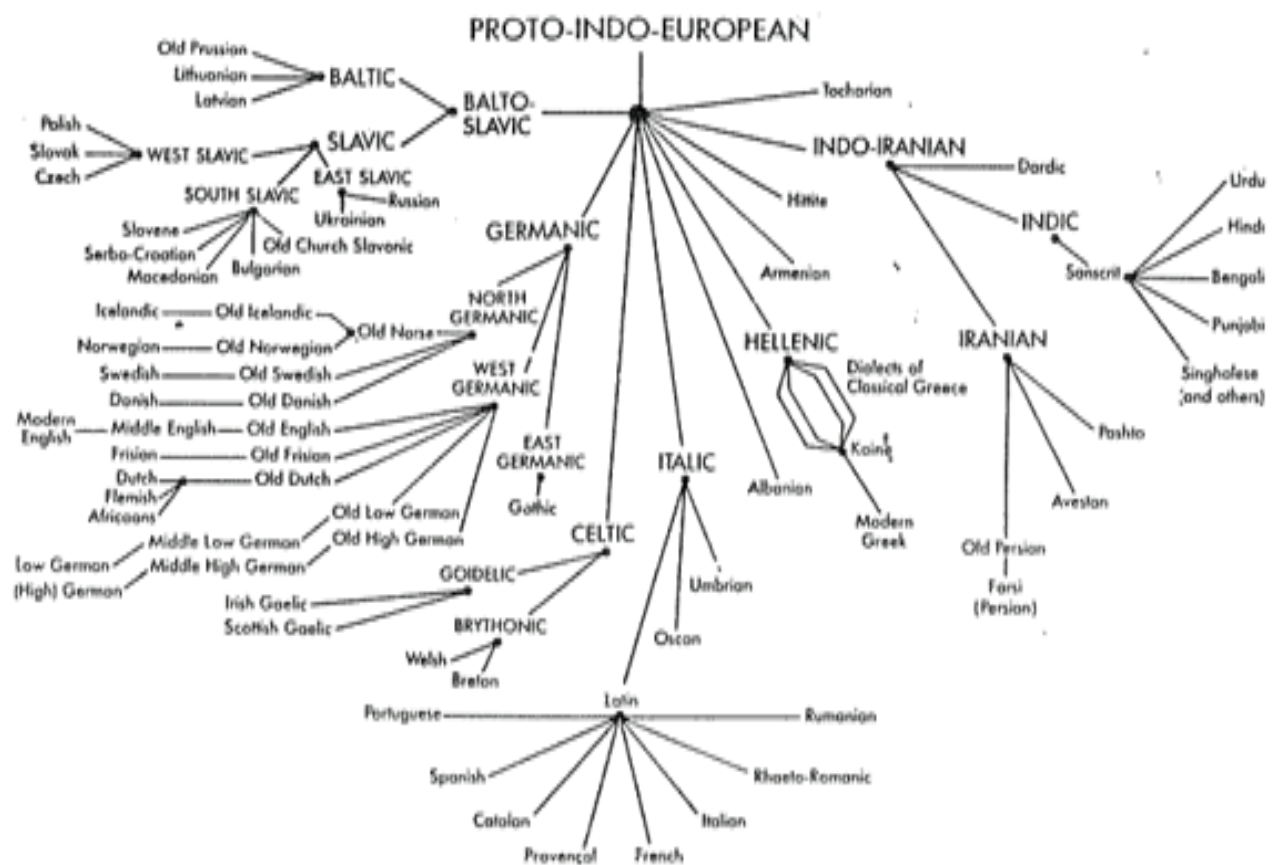 PROTO-INDO-EUROPEAN
Old Prussian
Lithuanian
Latvian
BALTIC
BALTO-
SLAVIC
Tocharian
Polish
Slovak
Czech
WEST SLAVIC
SLAVIC
INDO-IRANIAN
Dardic
EAST SLAVIC
Russian
Ukrainian
SOUTH SLAVIC
Slovene
Serbo-Croation
Macedonian
Bulgarian
Old Church Slavonic
Hittite
INDIC
Sanscrit
Urdu
Hindi
Bengali
Punjabi
Singhalese
(and others)
GERMANIC
Armenian
NORTH
GERMANIC
Icelandic
Old Icelandic
Old Norse
Norwegian
Old Norwegian
Swedish
Old Swedish
Danish
Old Danish
WEST
GERMANIC
Modern
English
Middle English
Old English
Frisian
Old Frisian
Dutch
Old Dutch
Flemish
Africaans
Old Low German
Middle Low German
Low German
Old High German
Middle High German
(High) German
EAST
GERMANIC
Gothic
HELLENIC
Dialects of
Classical Greece
Koiné
Modern
Greek
IRANIAN
Pashto
Avestan
Old Persian
Farsi
(Persian)
Albanian
ITALIC
Umbrian
Oscan
CELTIC
GOIDELIC
Irish Gaelic
Scottish Gaelic
BRYTHONIC
Welsh
Breton
Latin
Portuguese
Rumanian
Spanish
Rhaeto-Romanic
Catalan
Italian
Provençal
French